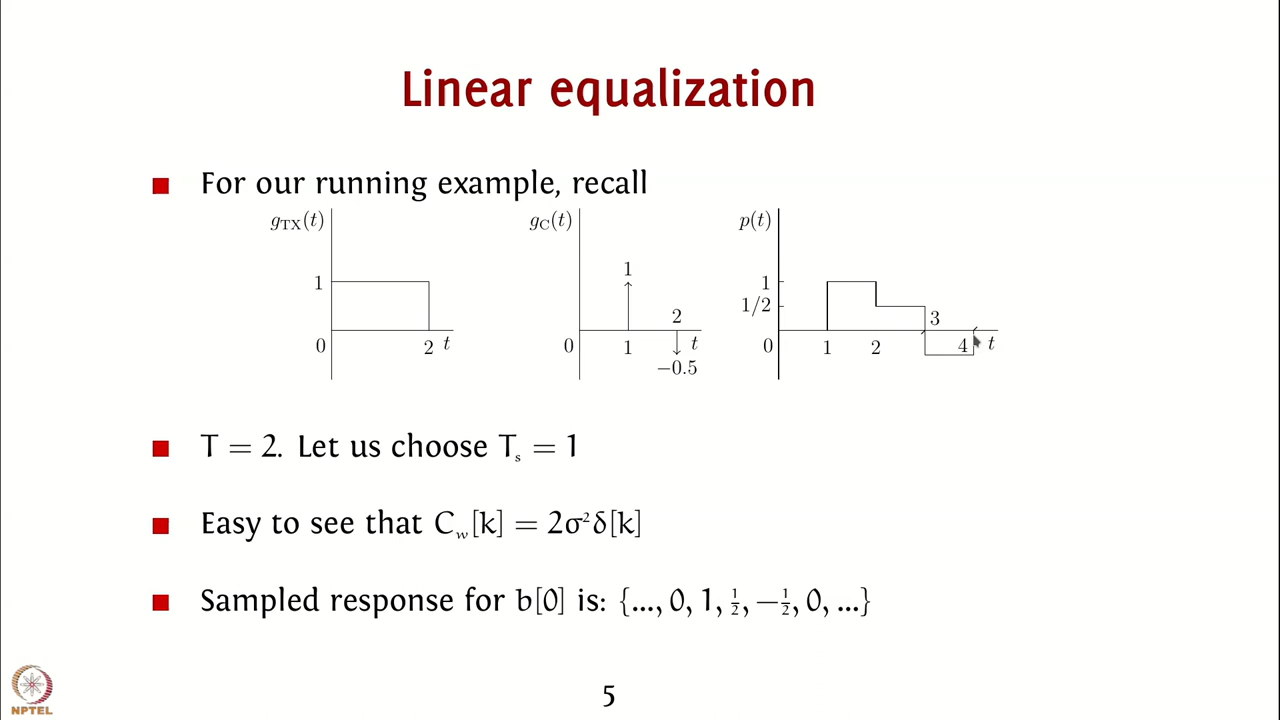 Linear equalization
For our running example, recall
g_TX(t)
1
0
2 t
g_C(t)
1
2
0
1
t
−0.5
p(t)
1
1/2
3
0
1
2
4
t
T = 2. Let us choose Tₛ = 1
Easy to see that C_w[k] = 2σ²δ[k]
Sampled response for b[0] is: {..., 0, 1, 1/2, −1/2, 0, ...}
NPTEL
5